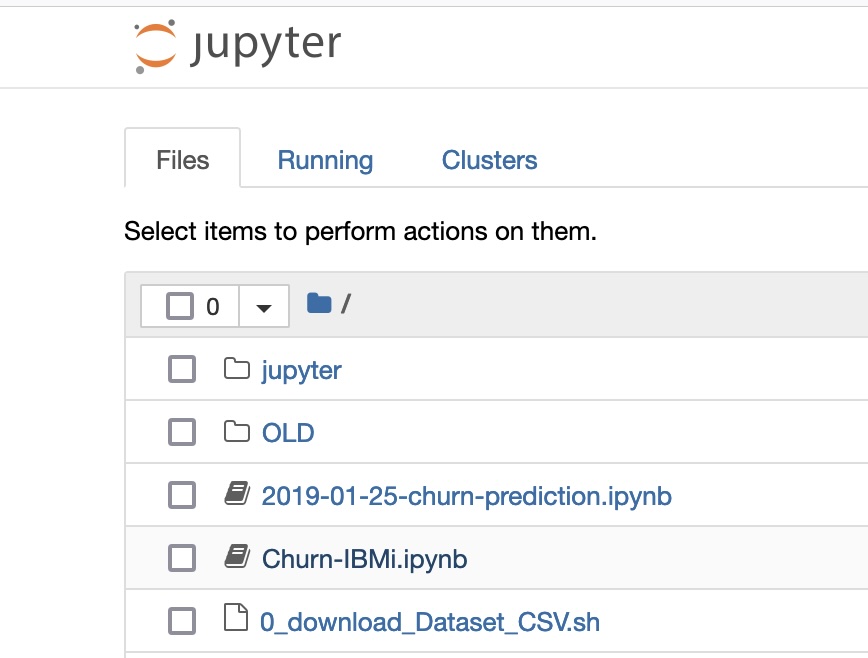 jupyter
Files Running Clusters
Select items to perform actions on them.
0 /
jupyter
OLD
2019-01-25-churn-prediction.ipynb
Churn-IBMi.ipynb
0_download_Dataset_CSV.sh